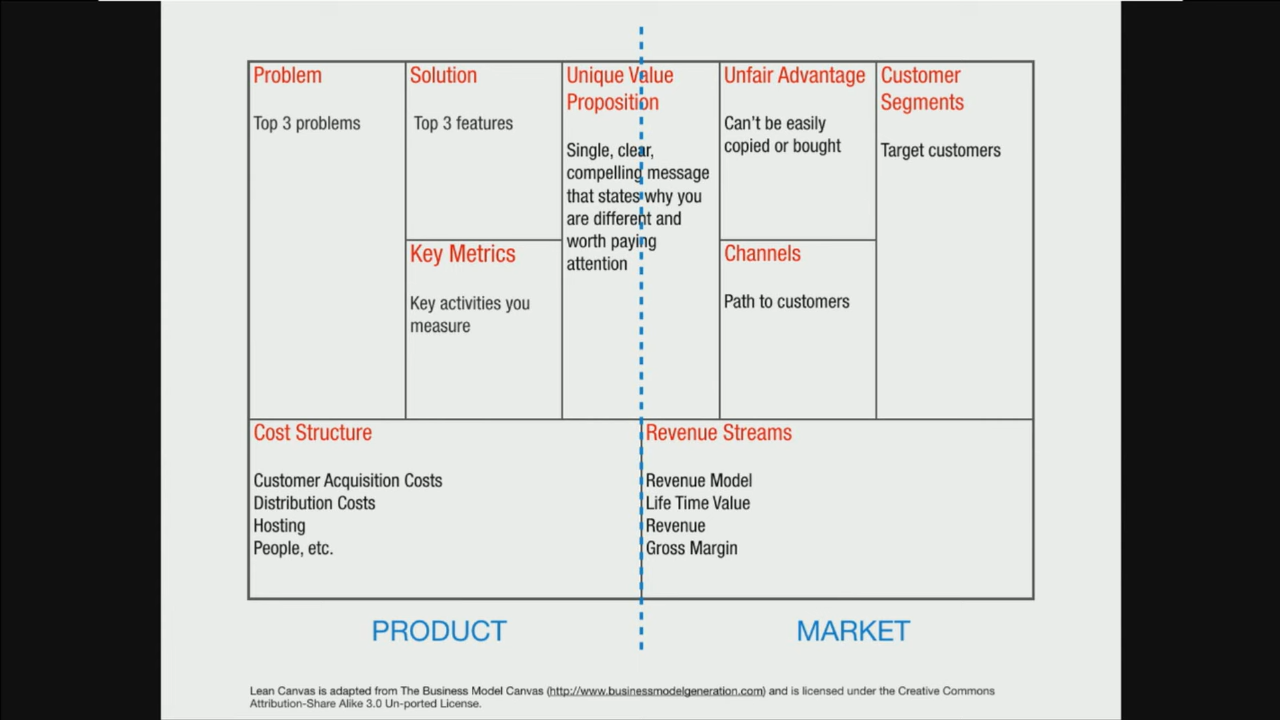 Problem
Top 3 problems
Solution
Top 3 features
Key Metrics
Key activities you
measure
Unique Value
Proposition
Single, clear,
compelling message
that states why you
are different and
worth paying
attention
Unfair Advantage
Can't be easily
copied or bought
Channels
Path to customers
Customer
Segments
Target customers
Cost Structure
Customer Acquisition Costs
Distribution Costs
Hosting
People, etc.
Revenue Streams
Revenue Model
Life Time Value
Revenue
Gross Margin
PRODUCT
MARKET
Lean Canvas is adapted from The Business Model Canvas (http://www.businessmodelgeneration.com) and is licensed under the Creative Commons
Attribution-Share Alike 3.0 Un-ported License.